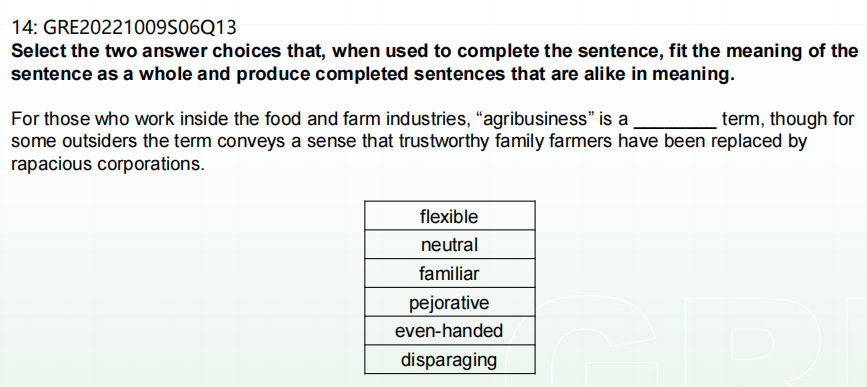 14: GRE20221009S06Q13
Select the two answer choices that, when used to complete the sentence, fit the meaning of the
sentence as a whole and produce completed sentences that are alike in meaning.
For those who work inside the food and farm industries, “agribusiness” is a ________ term, though for
some outsiders the term conveys a sense that trustworthy family farmers have been replaced by
rapacious corporations.
flexible
neutral
familiar
pejorative
even-handed
disparaging